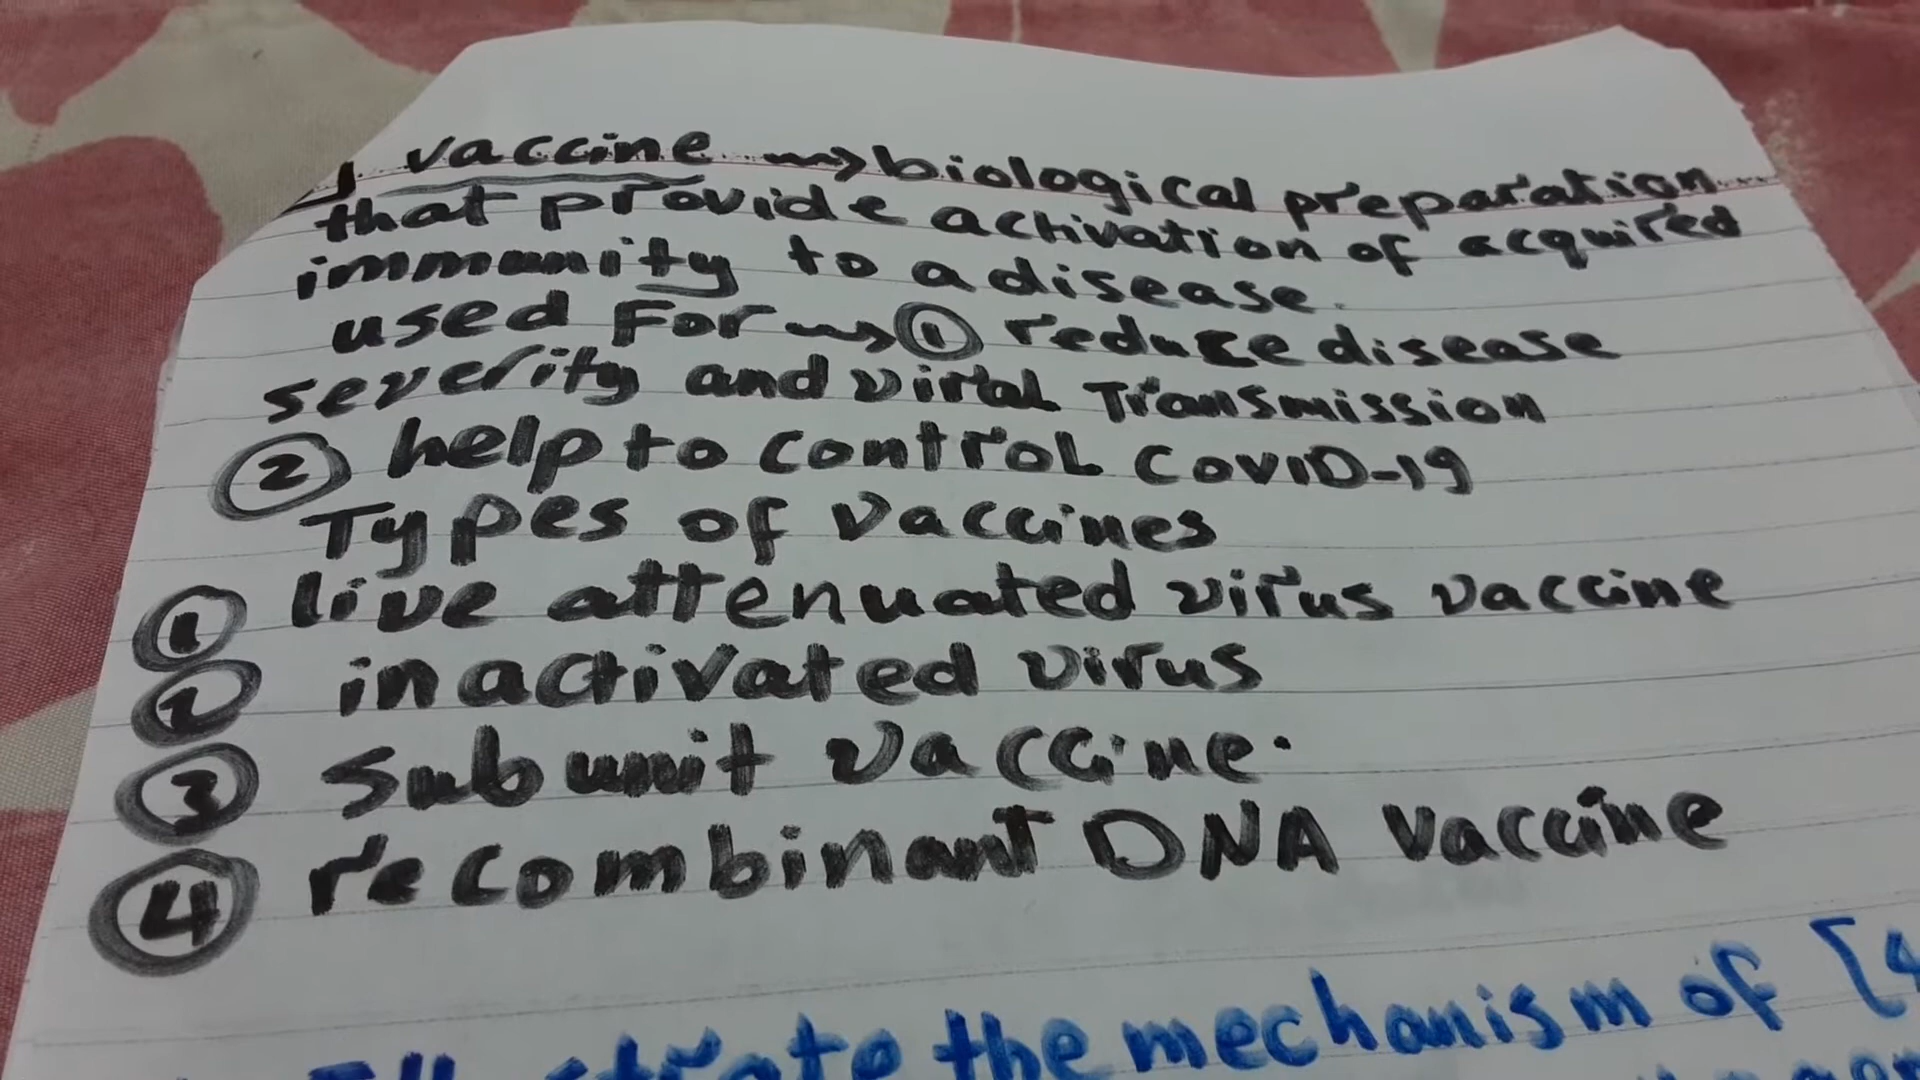 vaccine → biological preparation
that provide activation of acquired
immunity to a disease.
used For → ① reduce disease
severity and viral Transmission
② help to control COVID-19
Types of vaccines
① live attenuated virus vaccine
② inactivated virus
③ subunit vaccine.
④ recombinant DNA vaccine
Illustrate the mechanism of